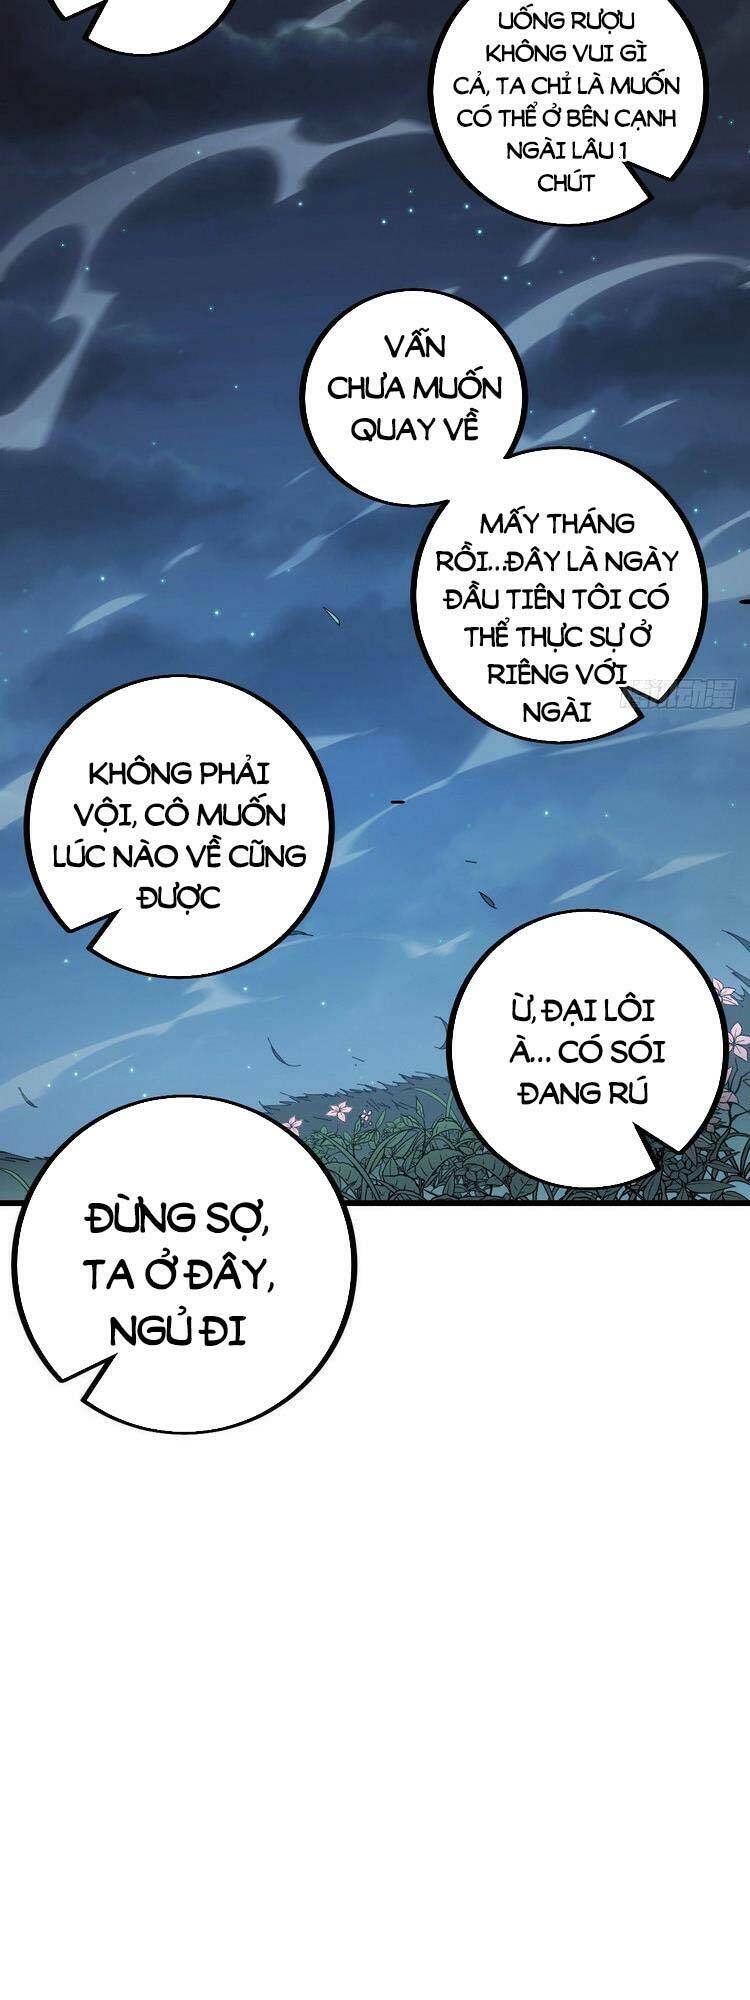 UỐNG RƯỢU
KHÔNG VUI GÌ
CẢ, TA CHỈ LÀ MUỐN
CÓ THỂ Ở BÊN CẠNH
NGÀI LÂU 1
CHÚT
VẪN
CHƯA MUỐN
QUAY VỀ
MẤY THÁNG
RỒI...ĐÂY LÀ NGÀY
ĐẦU TIÊN TÔI CÓ
THỂ THỰC SỰ Ở
RIÊNG VỚI
NGÀI
KHÔNG PHẢI
VỘI, CÔ MUỐN
LÚC NÀO VỀ CŨNG
ĐƯỢC
Ừ, ĐẠI LÔI
À... CÓ SÓI
ĐANG RÚ
ĐỪNG SỢ,
TA Ở ĐÂY,
NGỦ ĐI